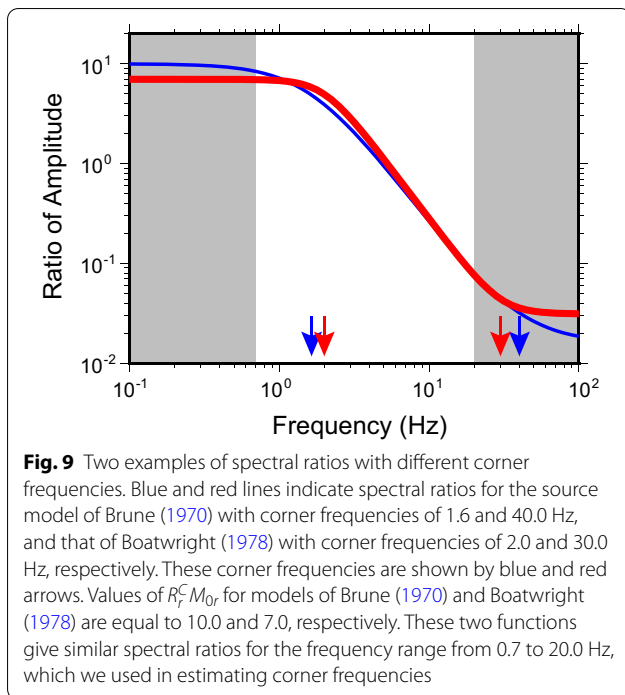 10¹
10⁰
10⁻¹
10⁻²
Ratio of Amplitude
10⁻¹ 10⁰ 10¹ 10²
Frequency (Hz)
Fig. 9 Two examples of spectral ratios with different corner
frequencies. Blue and red lines indicate spectral ratios for the source
model of Brune (1970) with corner frequencies of 1.6 and 40.0 Hz,
and that of Boatwright (1978) with corner frequencies of 2.0 and 30.0
Hz, respectively. These corner frequencies are shown by blue and red
arrows. Values of R_r^C M_{0r} for models of Brune (1970) and Boatwright
(1978) are equal to 10.0 and 7.0, respectively. These two functions
give similar spectral ratios for the frequency range from 0.7 to 20.0 Hz,
which we used in estimating corner frequencies